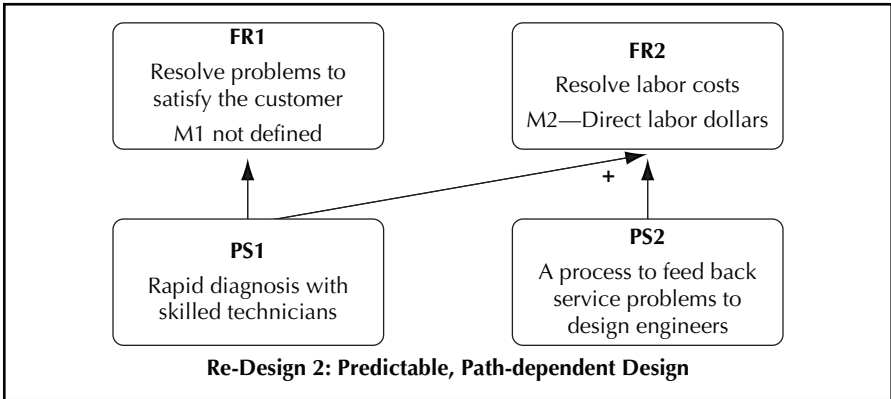 FR1
Resolve problems to
satisfy the customer
M1 not defined
FR2
Resolve labor costs
M2—Direct labor dollars
+
PS1
Rapid diagnosis with
skilled technicians
PS2
A process to feed back
service problems to
design engineers
Re-Design 2: Predictable, Path-dependent Design